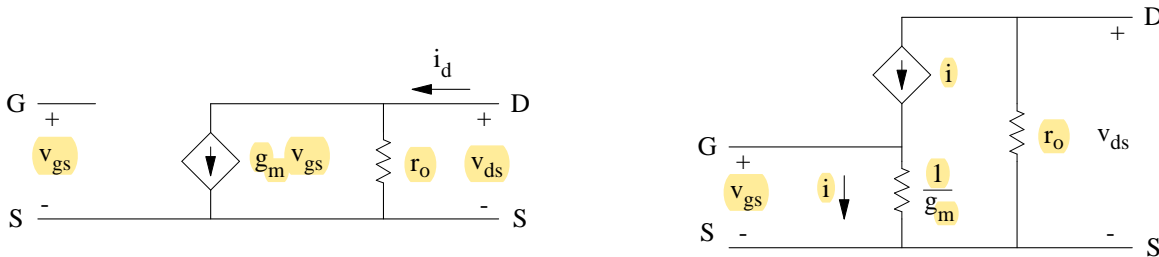 i_d
G
+
D
+
v_gs
g_m v_gs
r_o
v_ds
S
-
-
S
D
+
i
G
+
r_o
v_ds
v_gs
i
1
g_m
S
-
-
S